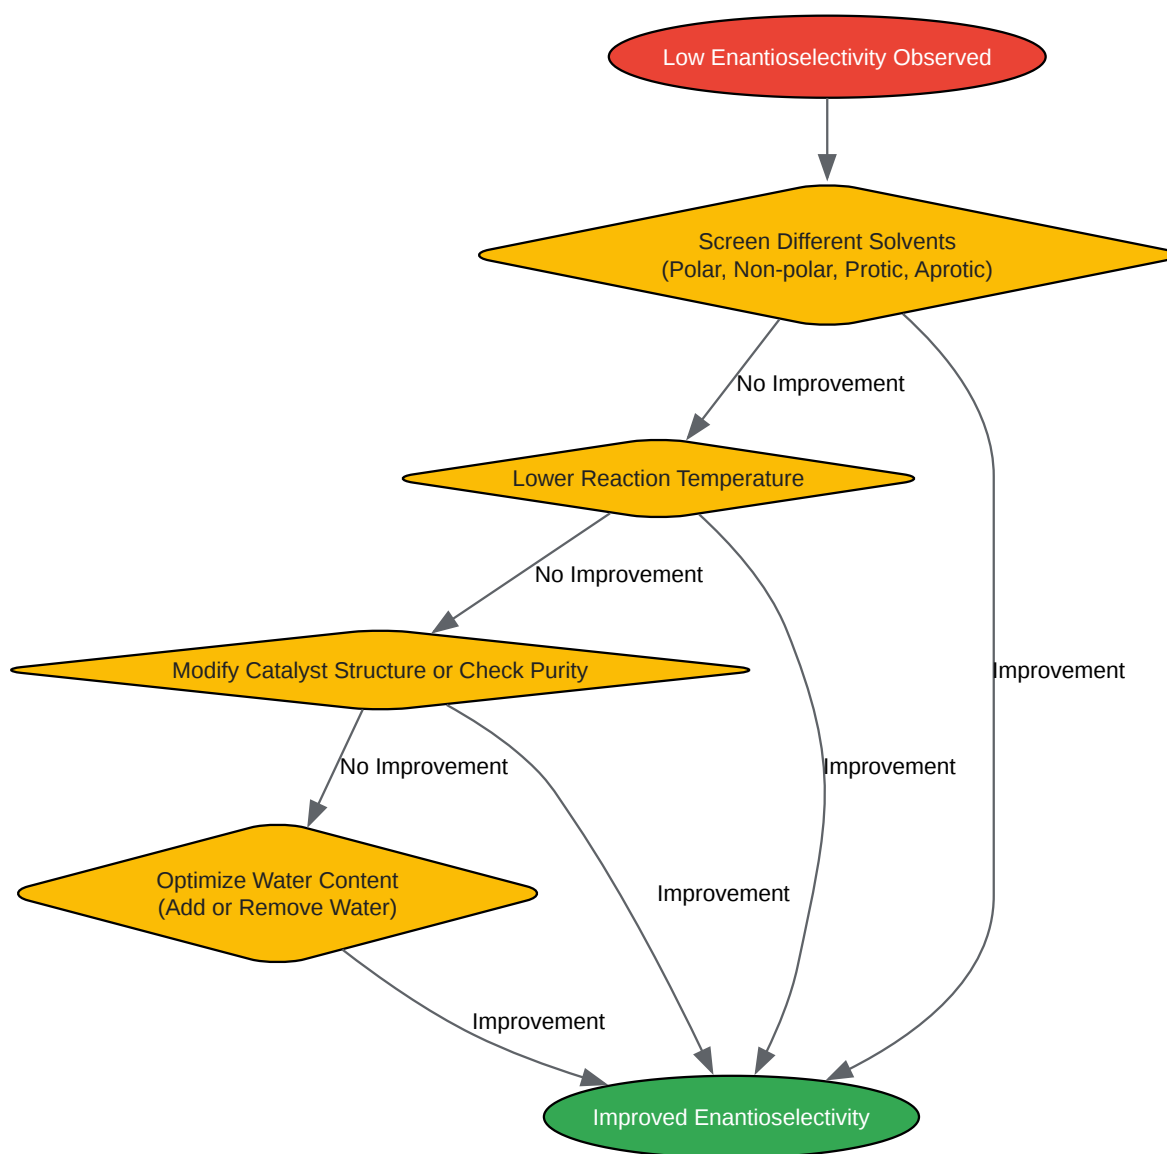 Low Enantioselectivity Observed
Screen Different Solvents
(Polar, Non-polar, Protic, Aprotic)
No Improvement
Lower Reaction Temperature
No Improvement
Modify Catalyst Structure or Check Purity
Improvement
No Improvement
Improvement
Optimize Water Content
(Add or Remove Water)
Improvement
Improvement
Improved Enantioselectivity